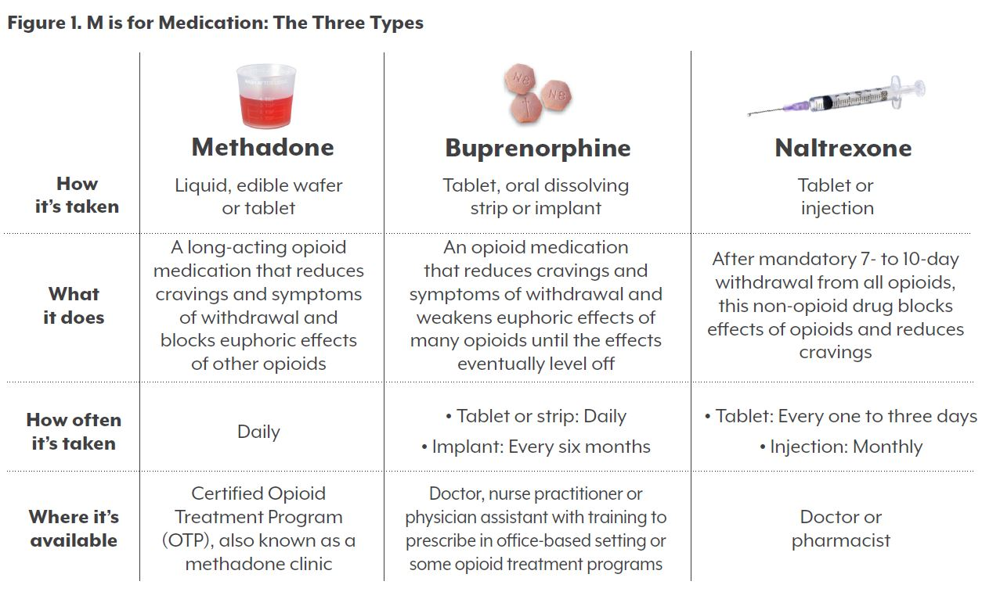 Figure 1. M is for Medication: The Three Types
N8
N8
Methadone
Buprenorphine
Naltrexone
How
it's taken
Liquid, edible wafer
or tablet
Tablet, oral dissolving
strip or implant
Tablet or
injection
What
it does
A long-acting opioid
medication that reduces
cravings and symptoms
of withdrawal and
blocks euphoric effects
of other opioids
An opioid medication
that reduces cravings and
symptoms of withdrawal and
weakens euphoric effects of
many opioids until the effects
eventually level off
After mandatory 7- to 10-day
withdrawal from all opioids,
this non-opioid drug blocks
effects of opioids and reduces
cravings
How often
it's taken
Daily
• Tablet or strip: Daily
• Implant: Every six months
• Tablet: Every one to three days
• Injection: Monthly
Where it's
available
Certified Opioid
Treatment Program
(OTP), also known as a
methadone clinic
Doctor, nurse practitioner or
physician assistant with training to
prescribe in office-based setting or
some opioid treatment programs
Doctor or
pharmacist